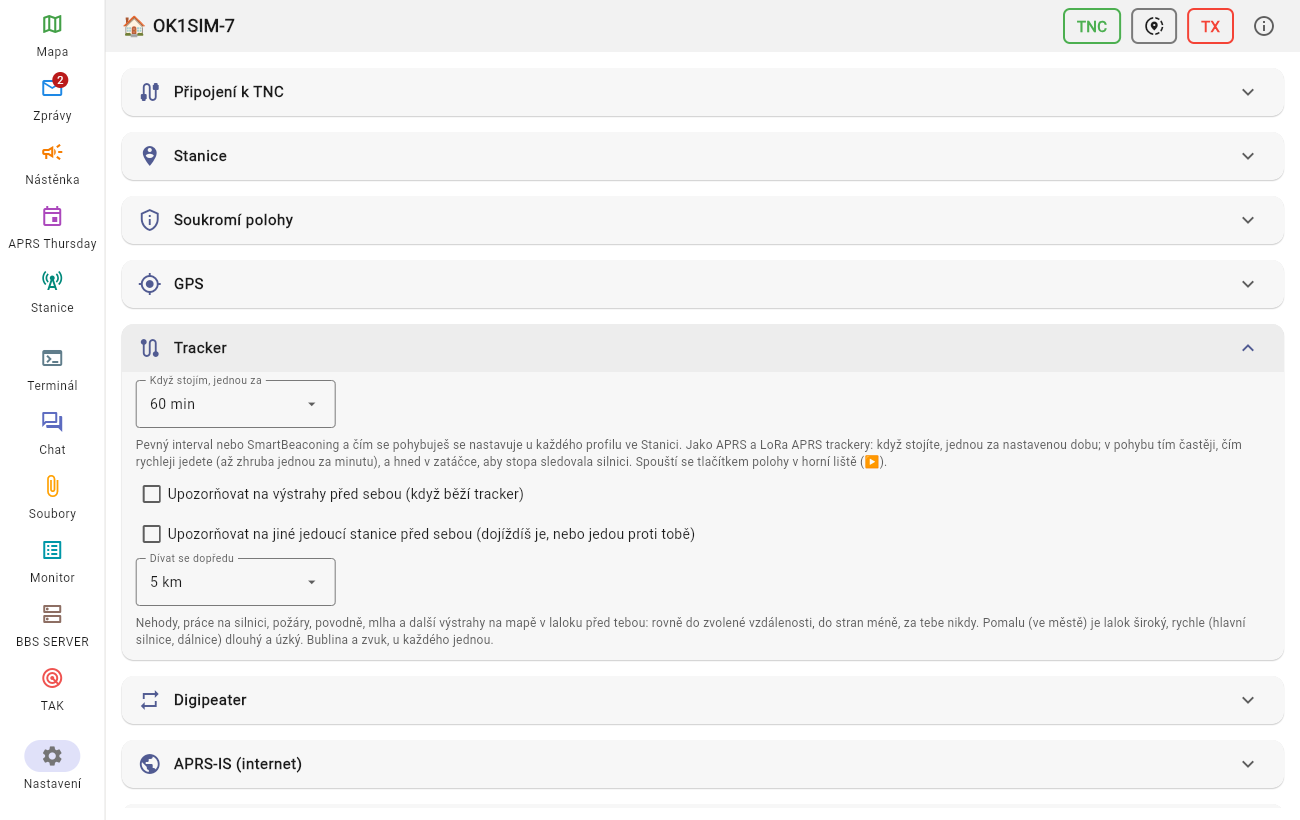 OK1SIM-7
TNC
TX
Mapa
2
Zprávy
Nástěnka
APRS Thursday
Stanice
Terminál
Chat
Soubory
Monitor
BBS SERVER
TAK
Nastavení
Připojení k TNC
Stanice
Soukromí polohy
GPS
Tracker
Když stojím, jednou za
60 min
Pevný interval nebo SmartBeaconing a čím se pohybuješ se nastavuje u každého profilu ve Stanici. Jako APRS a LoRa APRS trackery: když stojíte, jednou za nastavenou dobu; v pohybu tím častěji, čím
rychleji jedete (až zhruba jednou za minutu), a hned v zatáčce, aby stopa sledovala silnici. Spouští se tlačítkem polohy v horní liště (▶️).
Upozorňovat na výstrahy před sebou (když běží tracker)
Upozorňovat na jiné jedoucí stanice před sebou (dojíždíš je, nebo jedou proti tobě)
Dívat se dopředu
5 km
Nehody, práce na silnici, požáry, povodně, mlha a další výstrahy na mapě v laloku před tebou: rovně do zvolené vzdálenosti, do stran méně, za tebe nikdy. Pomalu (ve městě) je lalok široký, rychle (hlavní
silnice, dálnice) dlouhý a úzký. Bublina a zvuk, u každého jednou.
Digipeater
APRS-IS (internet)